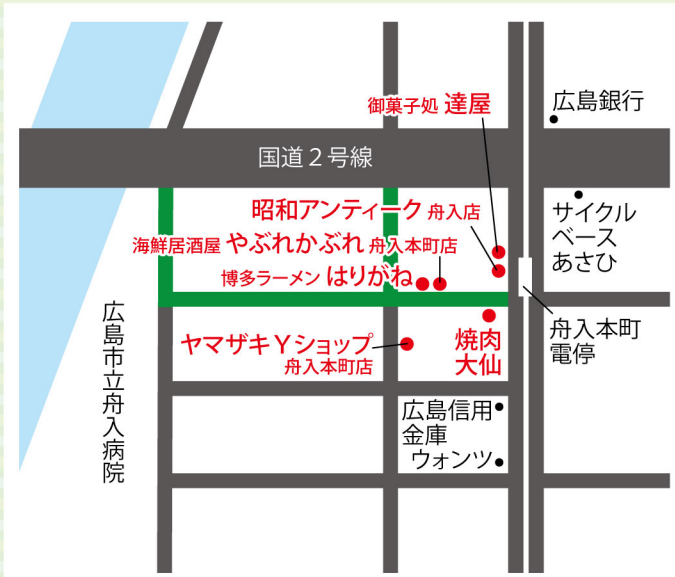 御菓子処 達屋
広島銀行
国道２号線
昭和アンティーク 舟入店
サイクル
ベース
あさひ
海鮮居酒屋 やぶれかぶれ 舟入本町店
博多ラーメン はりがね
舟入本町
電停
広島市立舟入病院
ヤマザキＹショップ
舟入本町店
焼肉
大仙
広島信用
金庫
ウォンツ